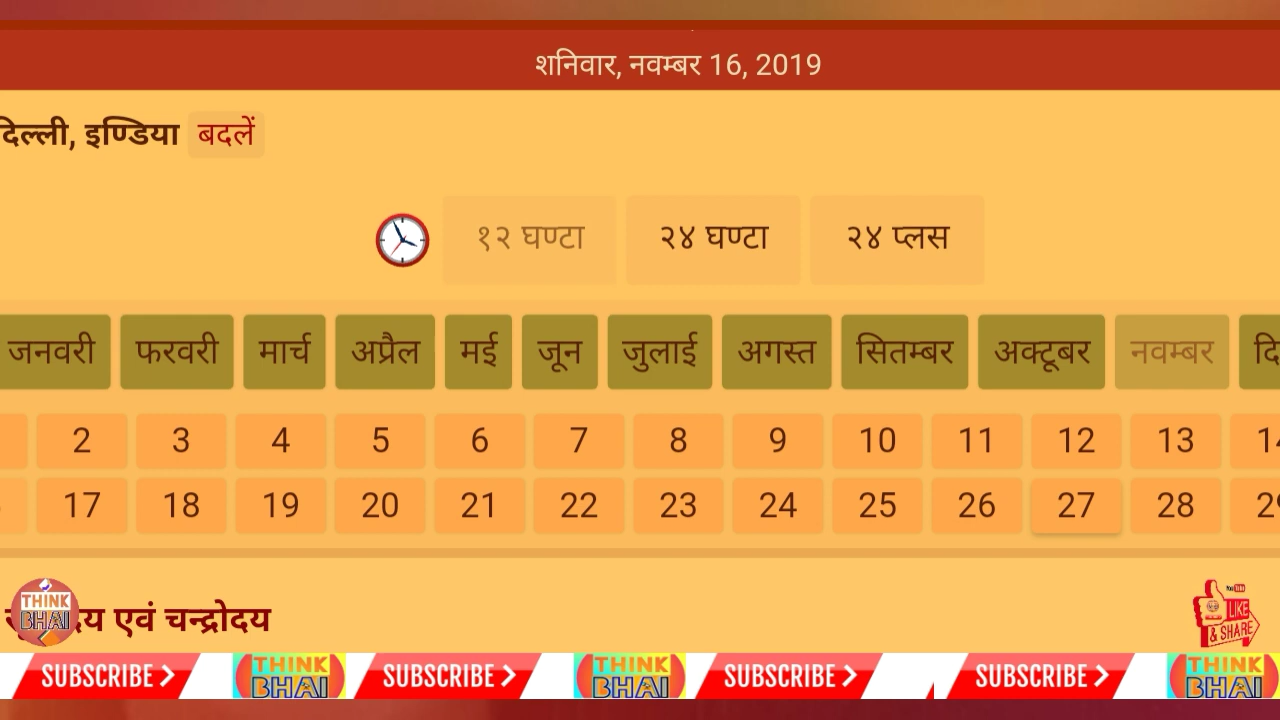 शनिवार, नवम्बर 16, 2019
दिल्ली, इण्डिया बदलें
१२ घण्टा २४ घण्टा २४ प्लस
जनवरी फरवरी मार्च अप्रैल मई जून जुलाई अगस्त सितम्बर अक्टूबर नवम्बर
2 3 4 5 6 7 8 9 10 11 12 13
17 18 19 20 21 22 23 24 25 26 27 28
एवं चन्द्रोदय
THINK BHAI
YouTube LIKE & SHARE
SUBSCRIBE THINK BHAI SUBSCRIBE THINK BHAI SUBSCRIBE SUBSCRIBE THINK BHAI